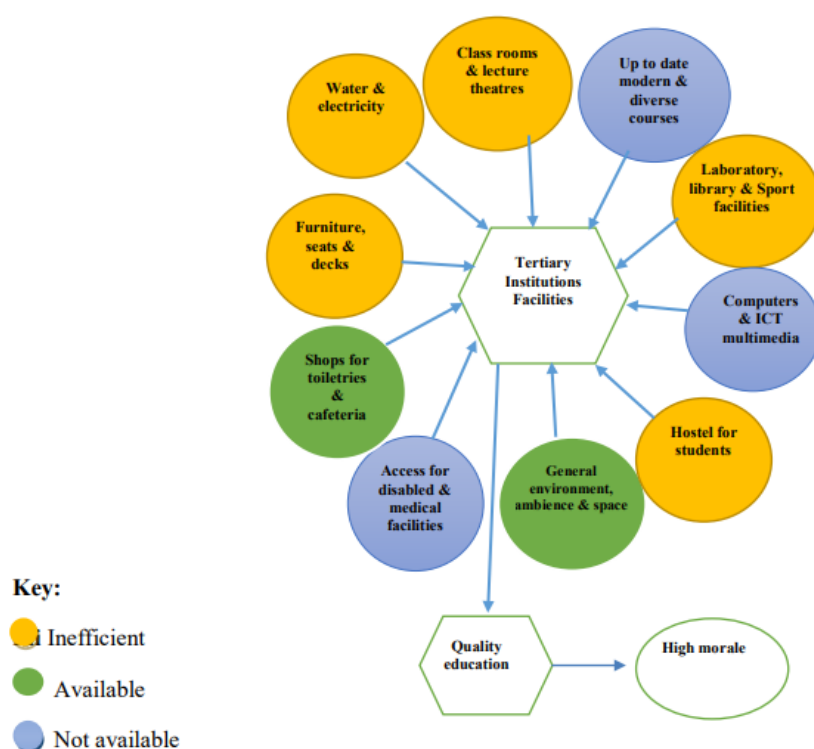 Class rooms
& lecture
theatres
Up to date
modern &
diverse
courses
Water &
electricity
Laboratory,
library & Sport
facilities
Furniture,
seats &
decks
Tertiary
Institutions
Facilities
Computers
& ICT
multimedia
Shops for
toiletries
&
cafeteria
Hostel for
students
Access for
disabled &
medical
facilities
General
environment,
ambience & space
Key:
Inefficient
Available
Not available
Quality
education
High morale